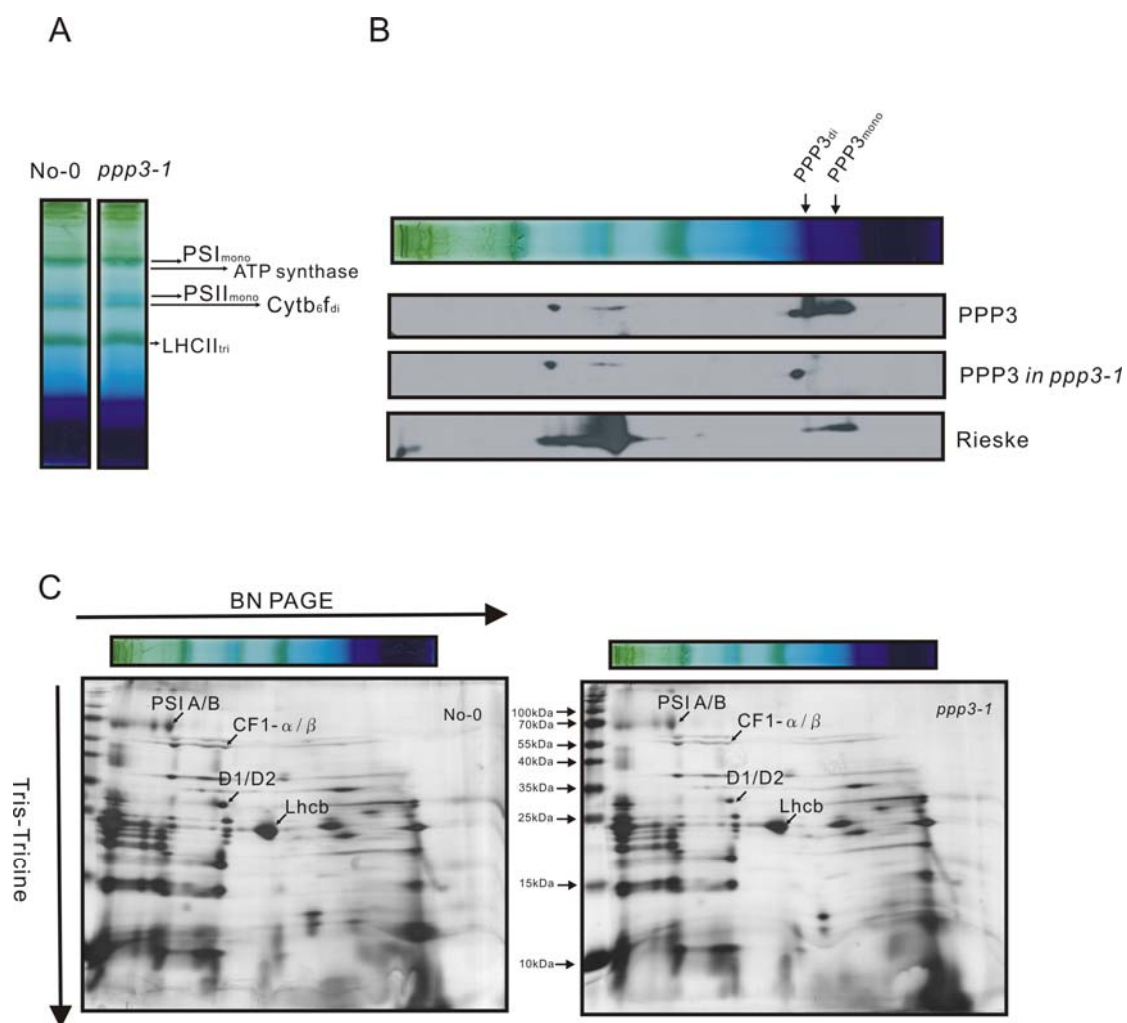 A
B
No-0 ppp3-1
PSImono
ATP synthase
PSIImono
Cytb6fdi
LHCIItri
PPP3di
PPP3mono
PPP3
PPP3 in ppp3-1
Rieske
C
BN PAGE
Tris-Tricine
PSI A/B
No-0
CF1-α/β
D1/D2
Lhcb
100kDa
70kDa
55kDa
40kDa
35kDa
25kDa
15kDa
10kDa
PSI A/B
ppp3-1
CF1-α/β
D1/D2
Lhcb